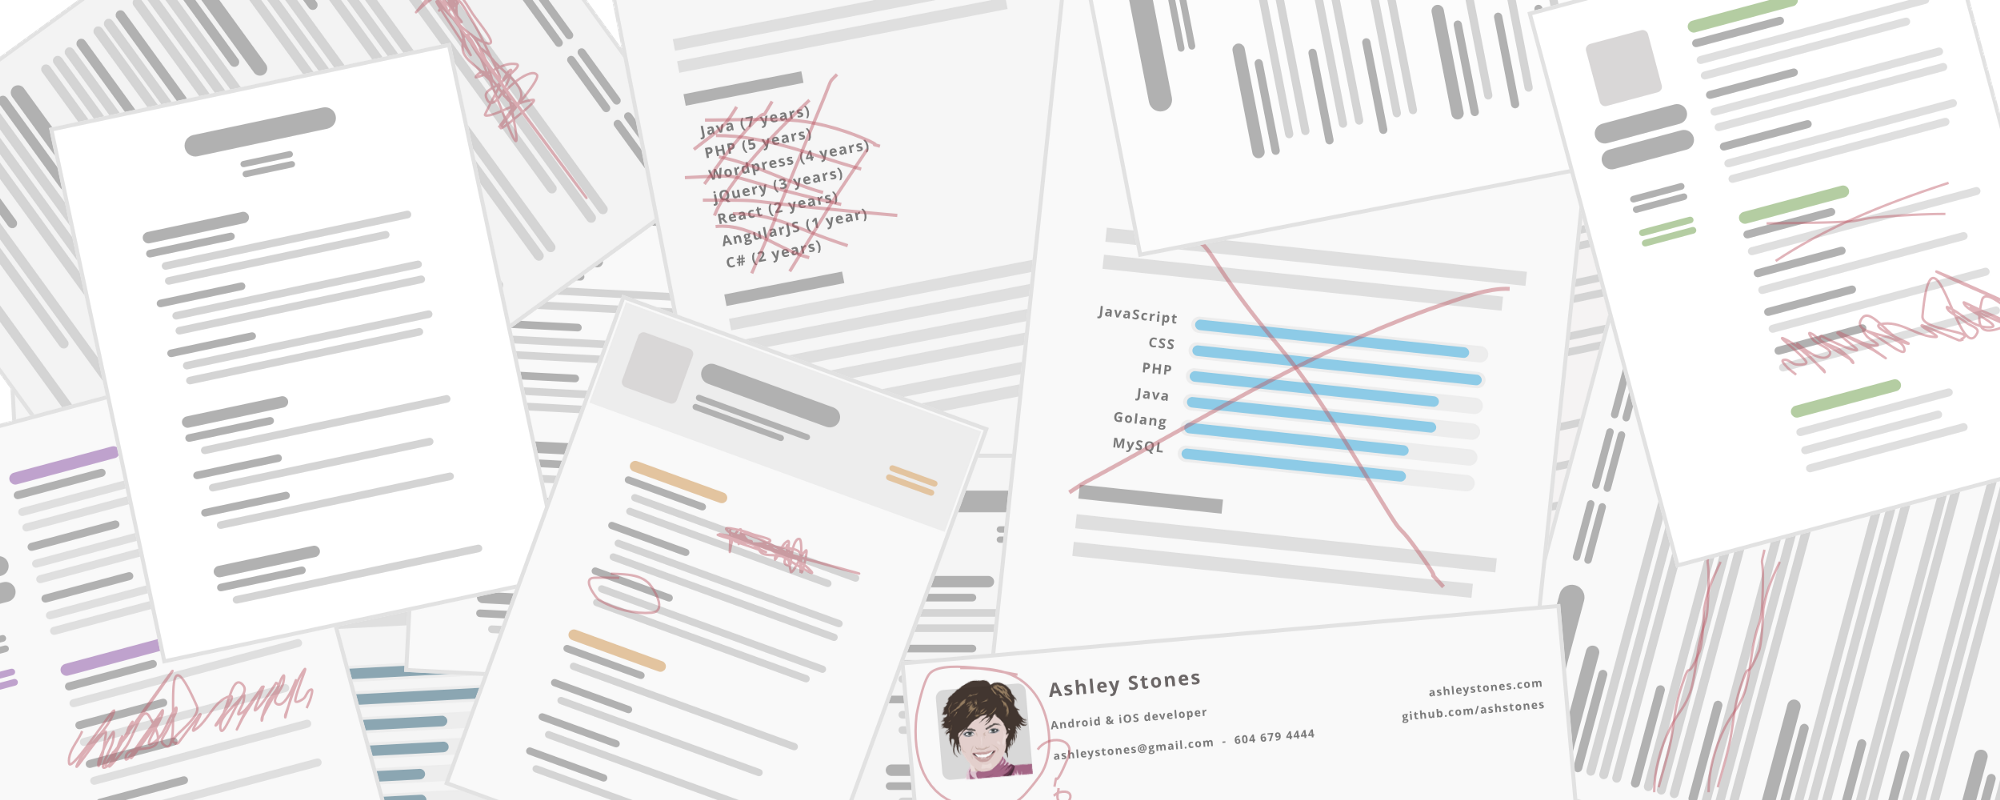 Java (7 years)
PHP (5 years)
Wordpress (4 years)
jQuery (3 years)
React (2 years)
AngularJS (1 year)
C# (2 years)
JavaScript
CSS
PHP
Java
Golang
MySQL
Ashley Stones
Android & iOS developer
ashleystones@gmail.com - 604 679 4444
ashleystones.com
github.com/ashstones